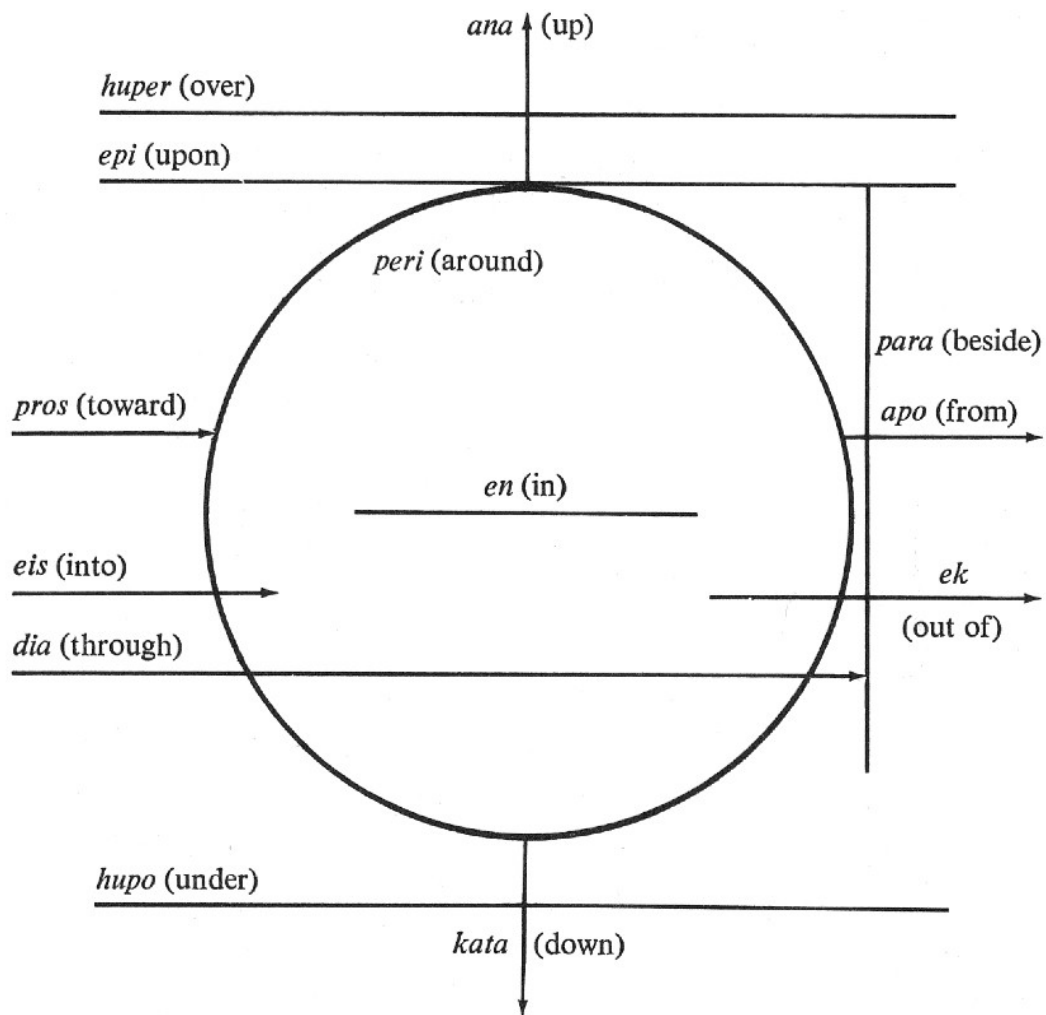 ana (up)
huper (over)
epi (upon)
peri (around)
para (beside)
pros (toward)
apo (from)
en (in)
eis (into)
ek
(out of)
dia (through)
hupo (under)
kata (down)